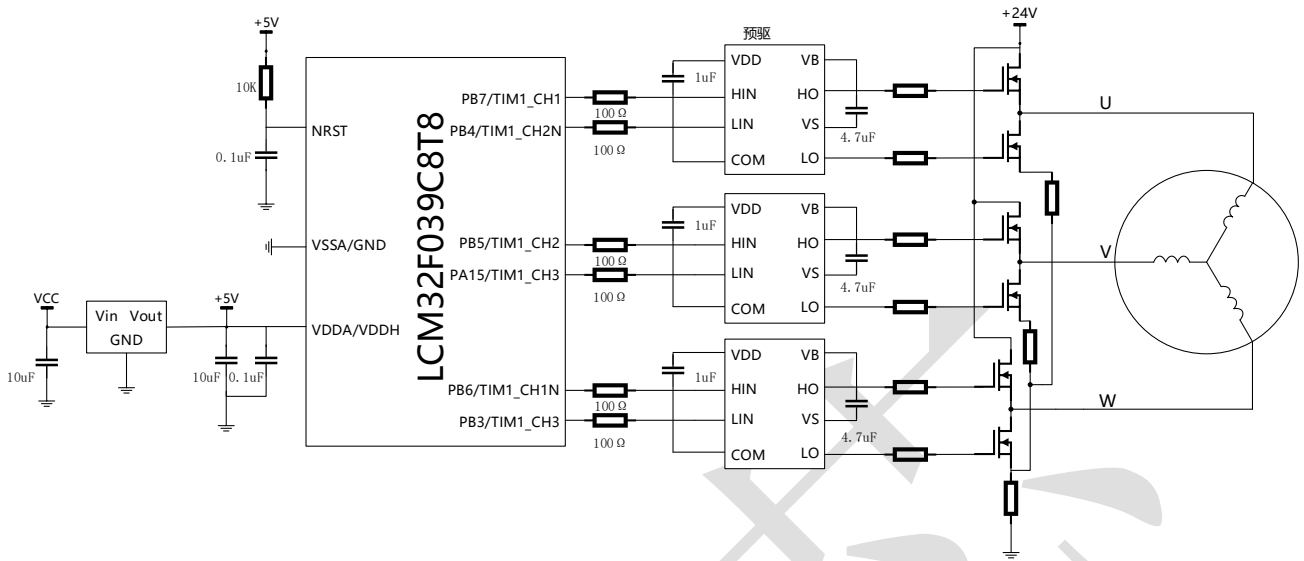 +5V
10K
0.1uF
NRST
VSSA/GND
VCC
Vin Vout
GND
10uF
+5V
10uF
0.1uF
VDDA/VDDH
LCM32F039C8T8
PB7/TIM1_CH1
PB4/TIM1_CH2N
PB5/TIM1_CH2
PA15/TIM1_CH3
PB6/TIM1_CH1N
PB3/TIM1_CH3
100Ω
100Ω
100Ω
100Ω
100Ω
100Ω
预驱
1uF
VDD
HIN
LIN
COM
VB
HO
VS
LO
4.7uF
1uF
VDD
HIN
LIN
COM
VB
HO
VS
LO
4.7uF
1uF
VDD
HIN
LIN
COM
VB
HO
VS
LO
4.7uF
+24V
U
V
W